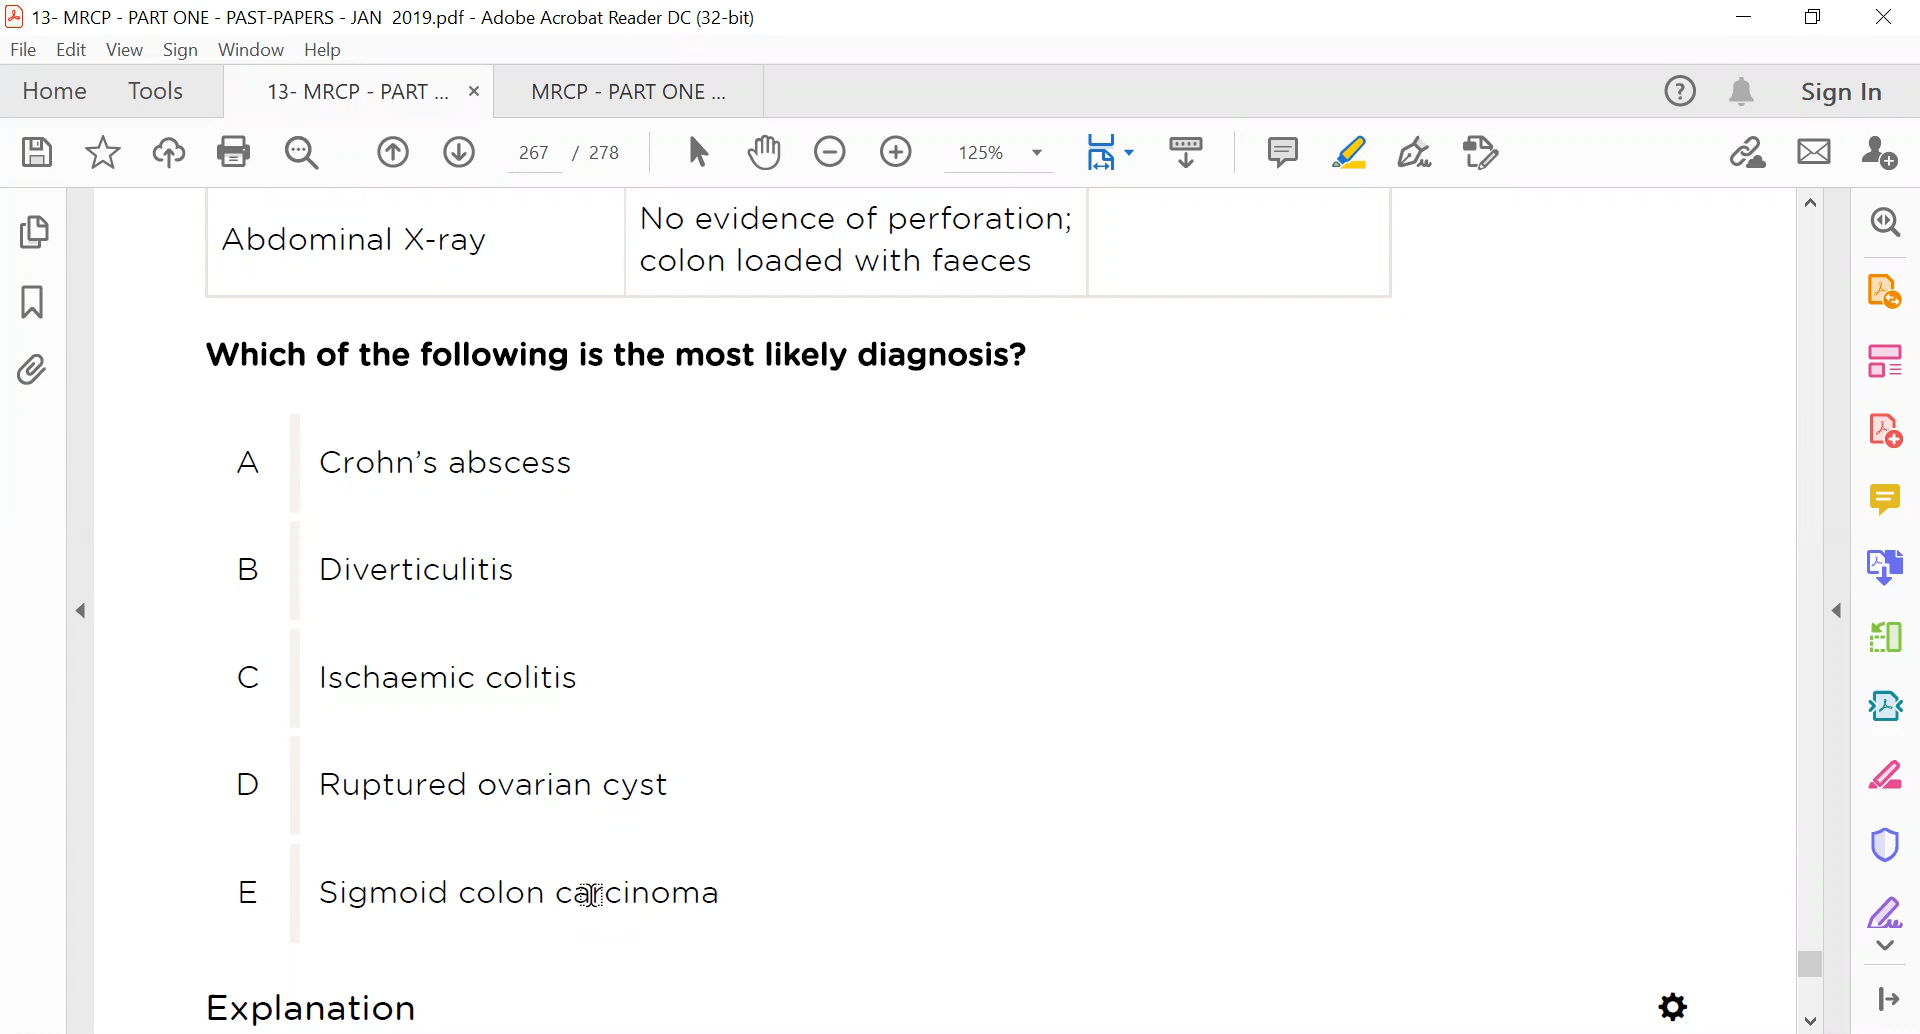 13- MRCP - PART ONE - PAST-PAPERS - JAN 2019.pdf - Adobe Acrobat Reader DC (32-bit)
File Edit View Sign Window Help
Home Tools 13- MRCP - PART ... × MRCP - PART ONE ... ? Sign In
267 / 278 125%
Abdominal X-ray
No evidence of perforation;
colon loaded with faeces
Which of the following is the most likely diagnosis?
A Crohn’s abscess
B Diverticulitis
C Ischaemic colitis
D Ruptured ovarian cyst
E Sigmoid colon carcinoma
Explanation